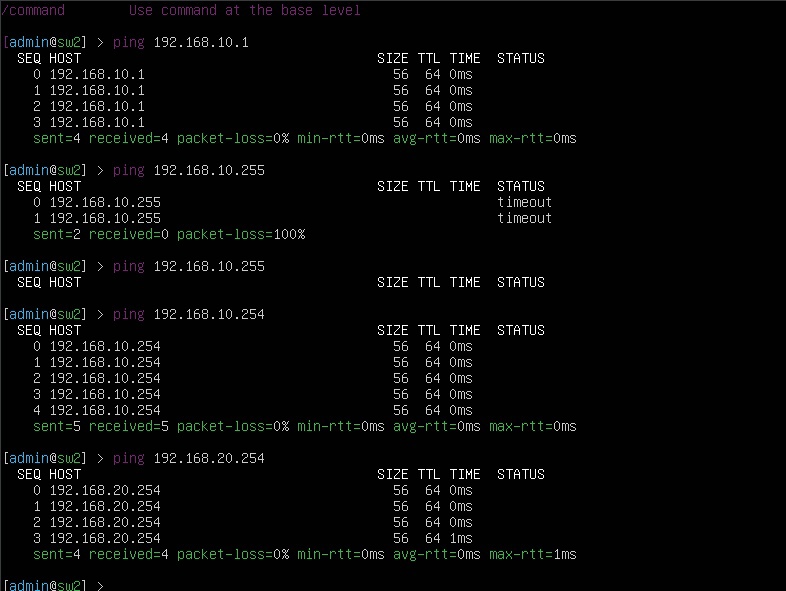 /command Use command at the base level
[admin@sw2] > ping 192.168.10.1
SEQ HOST SIZE TTL TIME STATUS
0 192.168.10.1 56 64 0ms
1 192.168.10.1 56 64 0ms
2 192.168.10.1 56 64 0ms
3 192.168.10.1 56 64 0ms
sent=4 received=4 packet-loss=0% min-rtt=0ms avg-rtt=0ms max-rtt=0ms
[admin@sw2] > ping 192.168.10.255
SEQ HOST SIZE TTL TIME STATUS
0 192.168.10.255 timeout
1 192.168.10.255 timeout
sent=2 received=0 packet-loss=100%
[admin@sw2] > ping 192.168.10.255
SEQ HOST SIZE TTL TIME STATUS
[admin@sw2] > ping 192.168.10.254
SEQ HOST SIZE TTL TIME STATUS
0 192.168.10.254 56 64 0ms
1 192.168.10.254 56 64 0ms
2 192.168.10.254 56 64 0ms
3 192.168.10.254 56 64 0ms
4 192.168.10.254 56 64 0ms
sent=5 received=5 packet-loss=0% min-rtt=0ms avg-rtt=0ms max-rtt=0ms
[admin@sw2] > ping 192.168.20.254
SEQ HOST SIZE TTL TIME STATUS
0 192.168.20.254 56 64 0ms
1 192.168.20.254 56 64 0ms
2 192.168.20.254 56 64 0ms
3 192.168.20.254 56 64 1ms
sent=4 received=4 packet-loss=0% min-rtt=0ms avg-rtt=0ms max-rtt=1ms
[admin@sw2] >